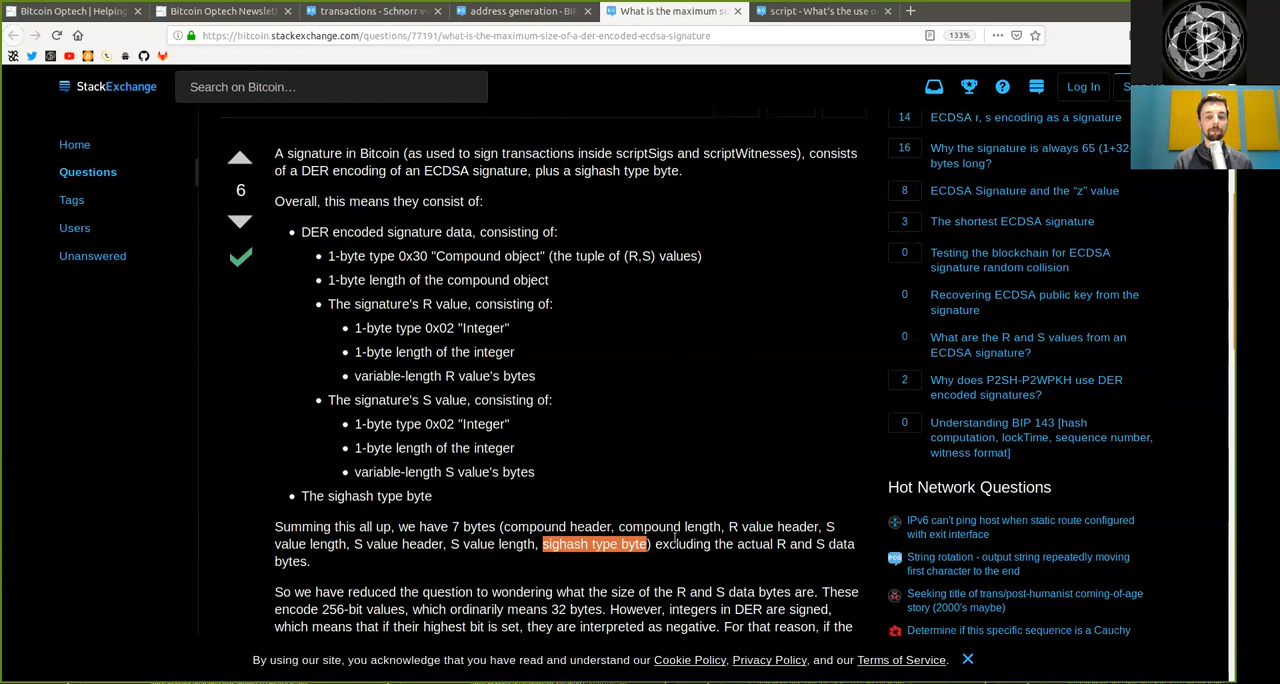 Bitcoin Optech | Helping
Bitcoin Optech Newslett
transactions - Schnorr v
address generation - BIP
What is the maximum si
script - What's the use o
https://bitcoin.stackexchange.com/questions/77191/what-is-the-maximum-size-of-a-der-encoded-ecdsa-signature
133%
StackExchange
Search on Bitcoin…
Log In
Home
Questions
Tags
Users
Unanswered
6
A signature in Bitcoin (as used to sign transactions inside scriptSigs and scriptWitnesses), consists
of a DER encoding of an ECDSA signature, plus a sighash type byte.
Overall, this means they consist of:
• DER encoded signature data, consisting of:
• 1-byte type 0x30 "Compound object" (the tuple of (R,S) values)
• 1-byte length of the compound object
• The signature's R value, consisting of:
• 1-byte type 0x02 "Integer"
• 1-byte length of the integer
• variable-length R value's bytes
• The signature's S value, consisting of:
• 1-byte type 0x02 "Integer"
• 1-byte length of the integer
• variable-length S value's bytes
• The sighash type byte
Summing this all up, we have 7 bytes (compound header, compound length, R value header, S
value length, S value header, S value length, sighash type byte) excluding the actual R and S data
bytes.
So we have reduced the question to wondering what the size of the R and S data bytes are. These
encode 256-bit values, which ordinarily means 32 bytes. However, integers in DER are signed,
which means that if their highest bit is set, they are interpreted as negative. For that reason, if the
14 ECDSA r, s encoding as a signature
16 Why the signature is always 65 (1+32
bytes long?
8 ECDSA Signature and the “z” value
3 The shortest ECDSA signature
0 Testing the blockchain for ECDSA
signature random collision
0 Recovering ECDSA public key from the
signature
0 What are the R and S values from an
ECDSA signature?
2 Why does P2SH-P2WPKH use DER
encoded signatures?
0 Understanding BIP 143 [hash
computation, lockTime, sequence number,
witness format]
Hot Network Questions
IPv6 can't ping host when static route configured
with exit interface
String rotation - output string repeatedly moving
first character to the end
Seeking title of trans/post-humanist coming-of-age
story (2000's maybe)
Determine if this specific sequence is a Cauchy
By using our site, you acknowledge that you have read and understand our Cookie Policy, Privacy Policy, and our Terms of Service.